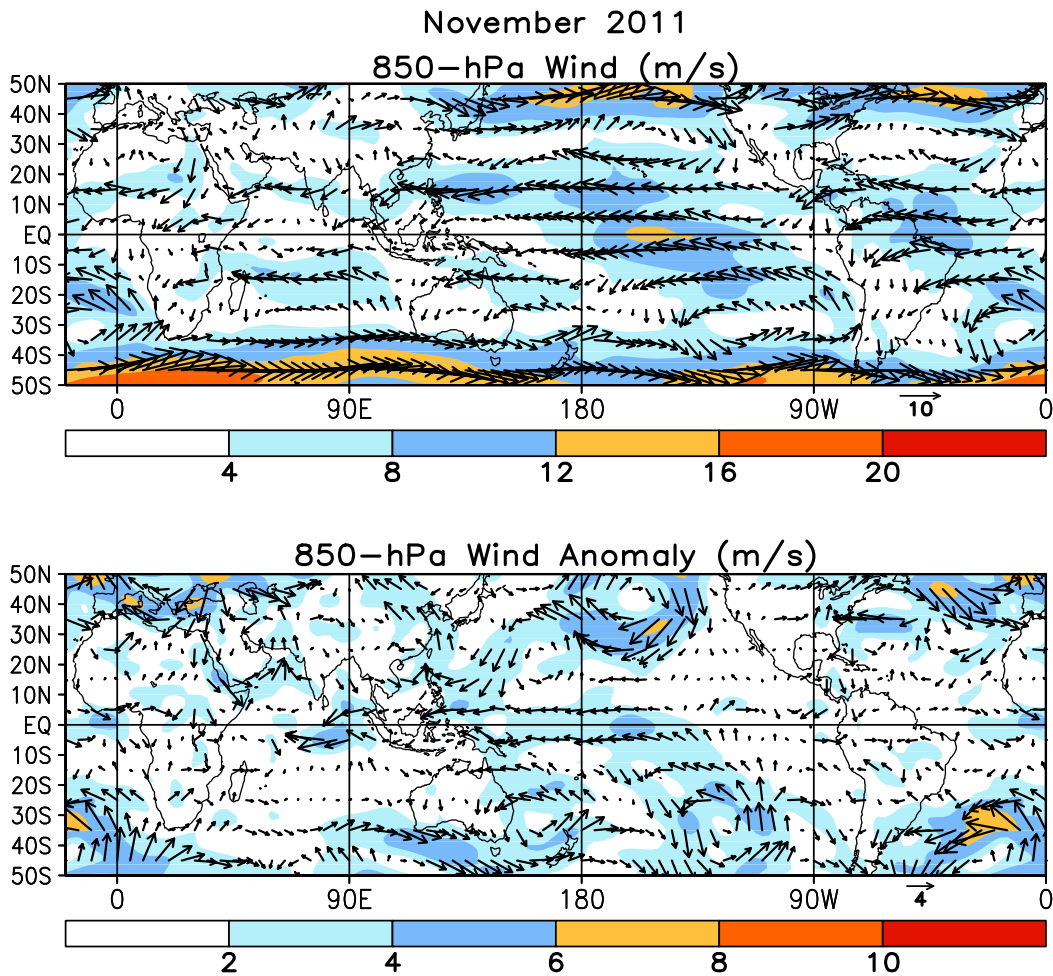 November 2011
850-hPa Wind (m/s)
50N
40N
30N
20N
10N
EQ
10S
20S
30S
40S
50S
0 90E 180 90W 0
10
4 8 12 16 20
850-hPa Wind Anomaly (m/s)
50N
40N
30N
20N
10N
EQ
10S
20S
30S
40S
50S
0 90E 180 90W 0
4
2 4 6 8 10